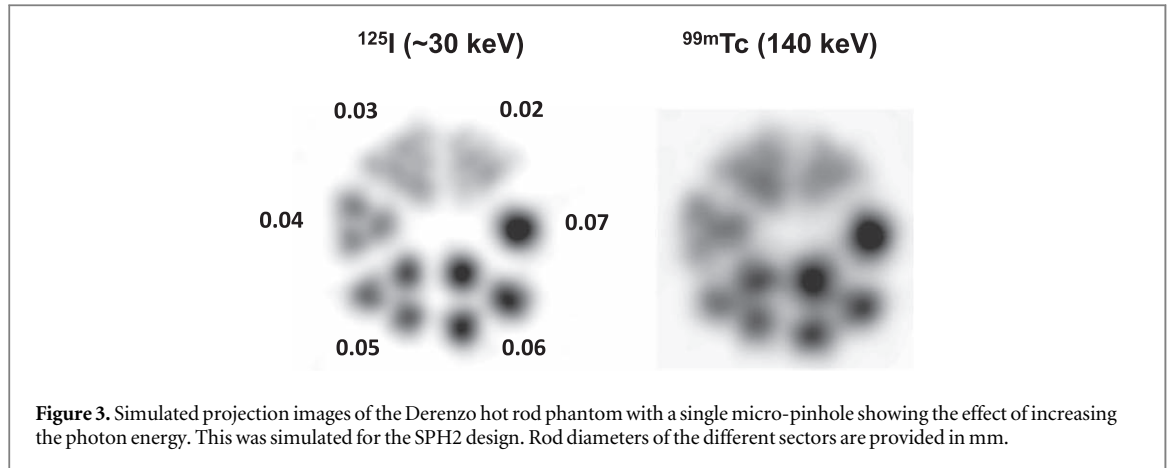 ¹²⁵I (~30 keV) ⁹⁹ᵐTc (140 keV)
0.03 0.02
0.04 0.07
0.05 0.06
Figure 3. Simulated projection images of the Derenzo hot rod phantom with a single micro-pinhole showing the effect of increasing
the photon energy. This was simulated for the SPH2 design. Rod diameters of the different sectors are provided in mm.